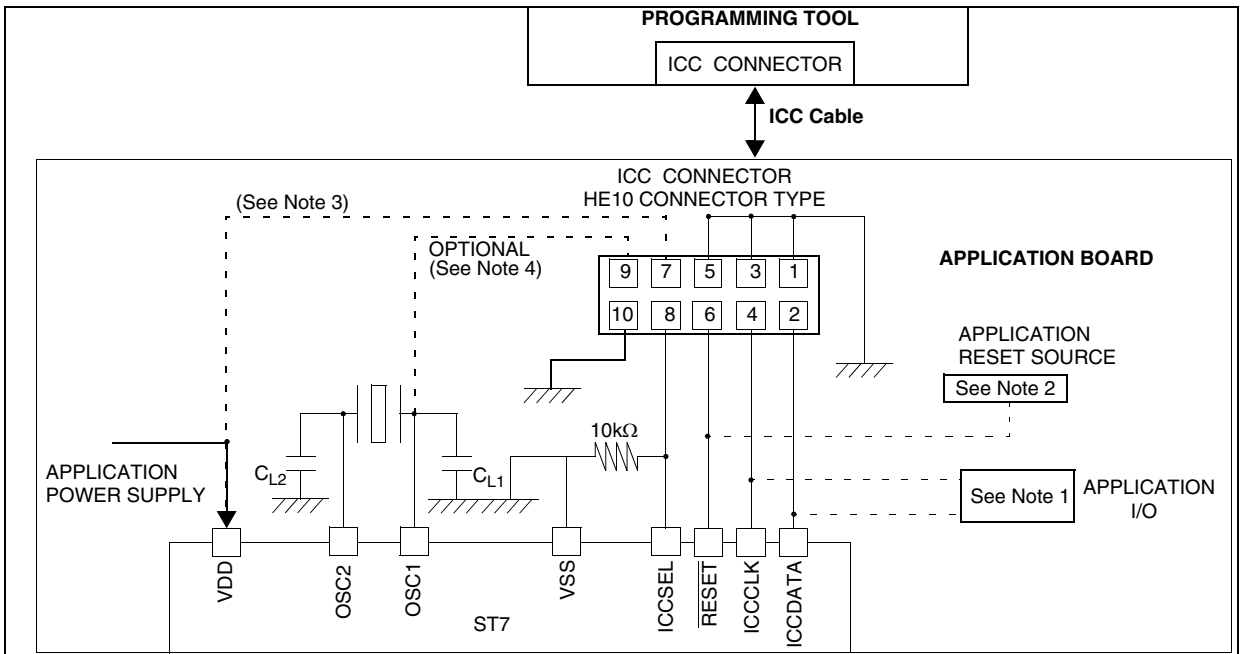 PROGRAMMING TOOL
ICC CONNECTOR
ICC Cable
ICC CONNECTOR
HE10 CONNECTOR TYPE
(See Note 3)
OPTIONAL
(See Note 4)
9 7 5 3 1
10 8 6 4 2
APPLICATION BOARD
APPLICATION
RESET SOURCE
See Note 2
10kΩ
APPLICATION
POWER SUPPLY
CL2
CL1
See Note 1
APPLICATION
I/O
VDD
OSC2
OSC1
VSS
ICCSEL
RESET
ICCCLK
ICCDATA
ST7